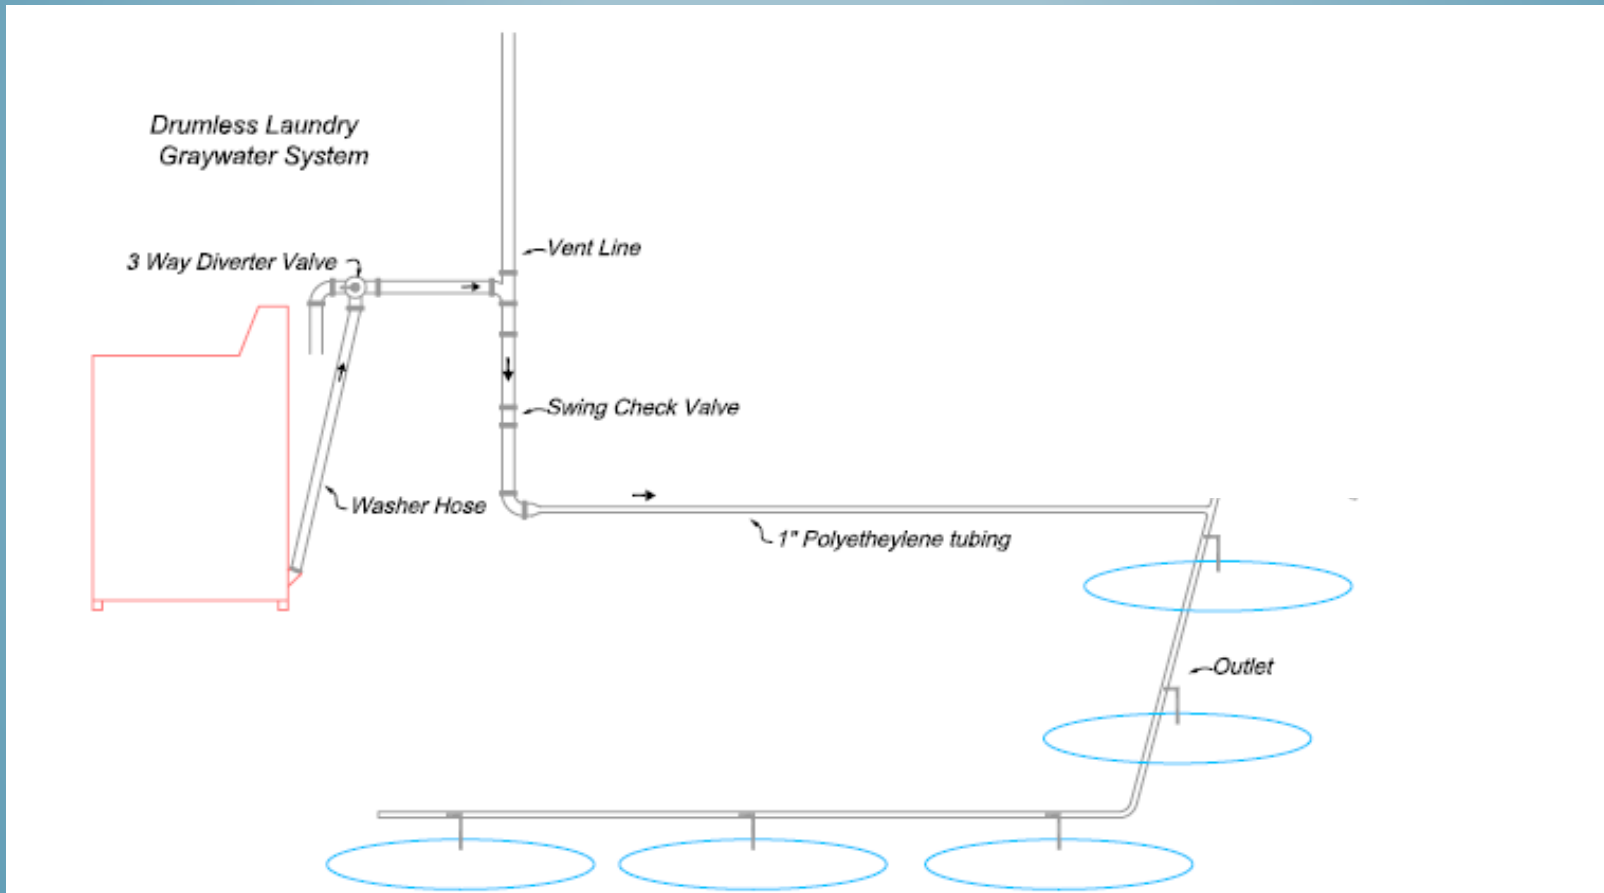 Drumless Laundry
Graywater System
Vent Line
3 Way Diverter Valve
Swing Check Valve
Washer Hose
1" Polyetheylene tubing
Outlet